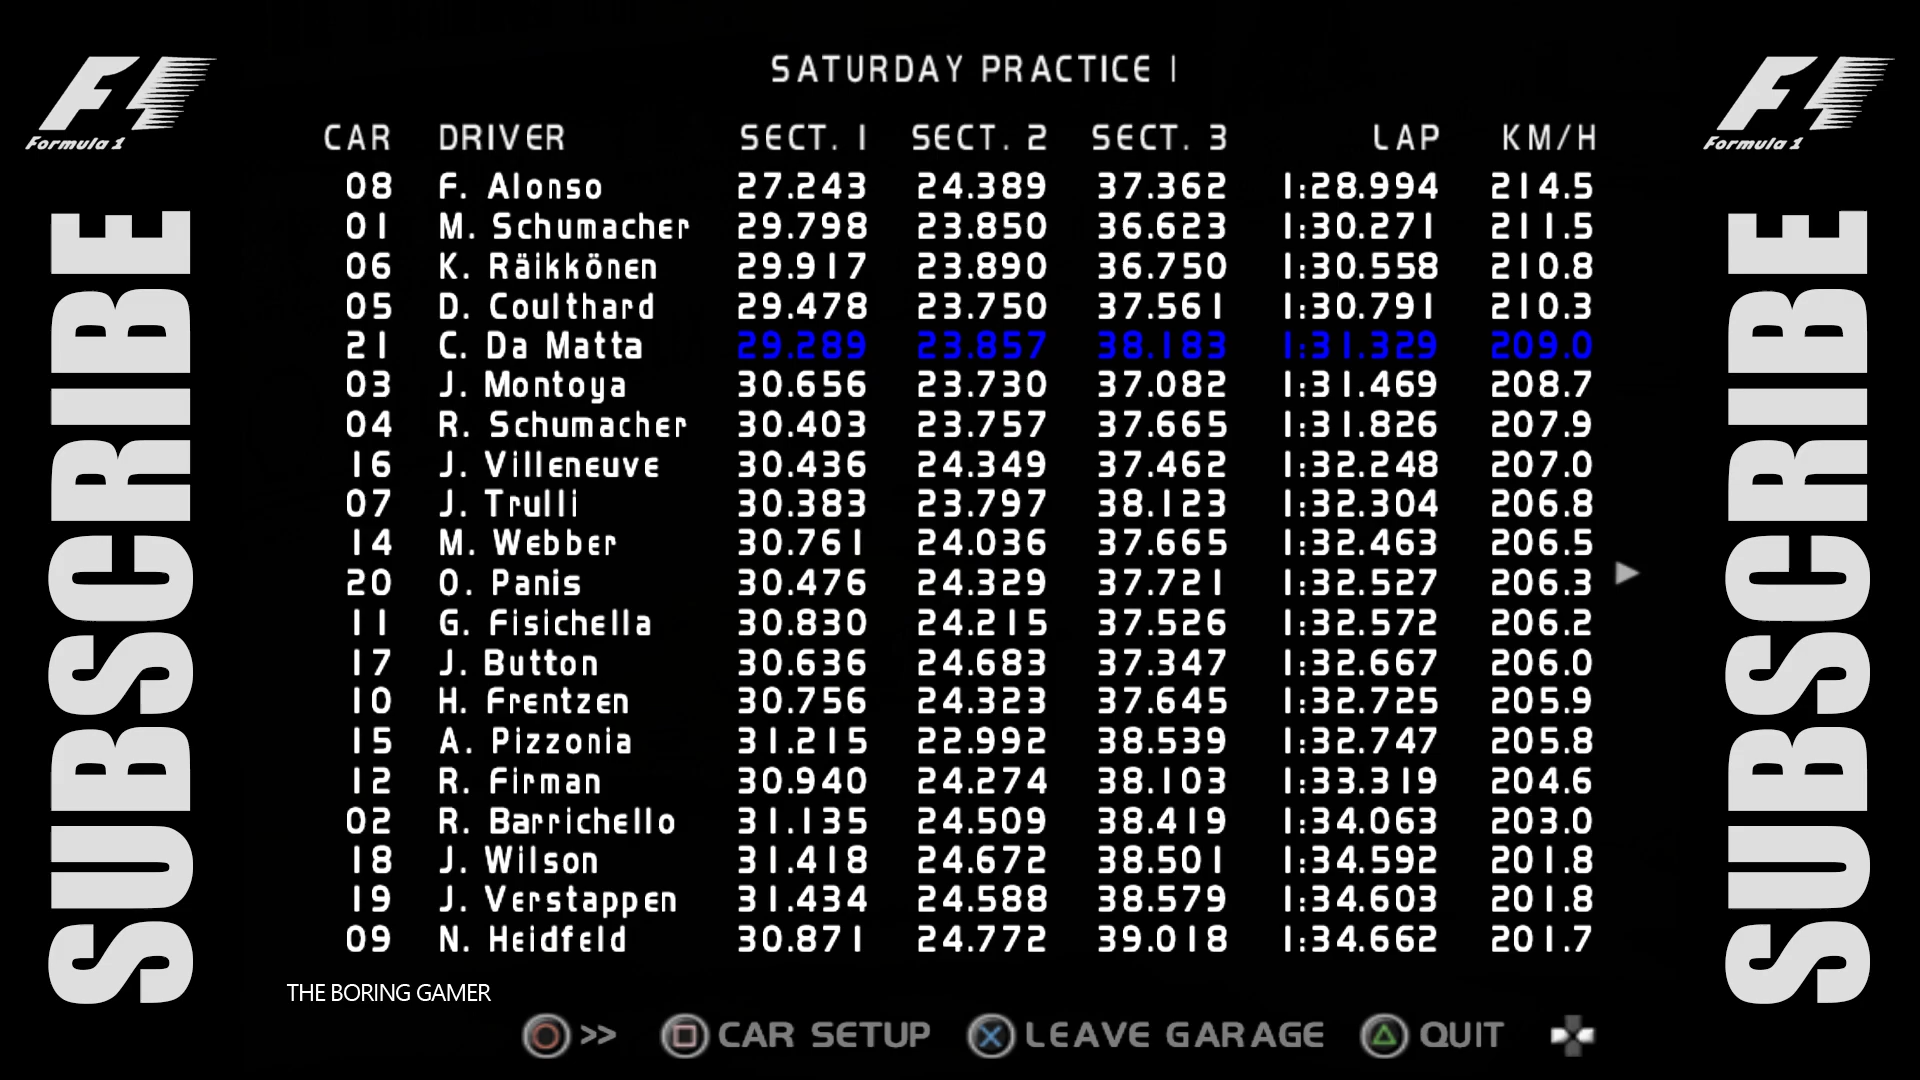 F1
Formula 1
SUBSCRIBE
SATURDAY PRACTICE 1
CAR DRIVER SECT. 1 SECT. 2 SECT. 3 LAP KM/H
08 F. Alonso 27.243 24.389 37.362 1:28.994 214.5
01 M. Schumacher 29.798 23.850 36.623 1:30.271 211.5
06 K. Räikkönen 29.917 23.890 36.750 1:30.558 210.8
05 D. Coulthard 29.478 23.750 37.561 1:30.791 210.3
21 C. Da Matta 29.289 23.857 38.183 1:31.329 209.0
03 J. Montoya 30.656 23.730 37.082 1:31.469 208.7
04 R. Schumacher 30.403 23.757 37.665 1:31.826 207.9
16 J. Villeneuve 30.436 24.349 37.462 1:32.248 207.0
07 J. Trulli 30.383 23.797 38.123 1:32.304 206.8
14 M. Webber 30.761 24.036 37.665 1:32.463 206.5
20 O. Panis 30.476 24.329 37.721 1:32.527 206.3
11 G. Fisichella 30.830 24.215 37.526 1:32.572 206.2
17 J. Button 30.636 24.683 37.347 1:32.667 206.0
10 H. Frentzen 30.756 24.323 37.645 1:32.725 205.9
15 A. Pizzonia 31.215 22.992 38.539 1:32.747 205.8
12 R. Firman 30.940 24.274 38.103 1:33.319 204.6
02 R. Barrichello 31.135 24.509 38.419 1:34.063 203.0
18 J. Wilson 31.418 24.672 38.501 1:34.592 201.8
19 J. Verstappen 31.434 24.588 38.579 1:34.603 201.8
09 N. Heidfeld 30.871 24.772 39.018 1:34.662 201.7
THE BORING GAMER
>> CAR SETUP LEAVE GARAGE QUIT
F1
Formula 1
SUBSCRIBE